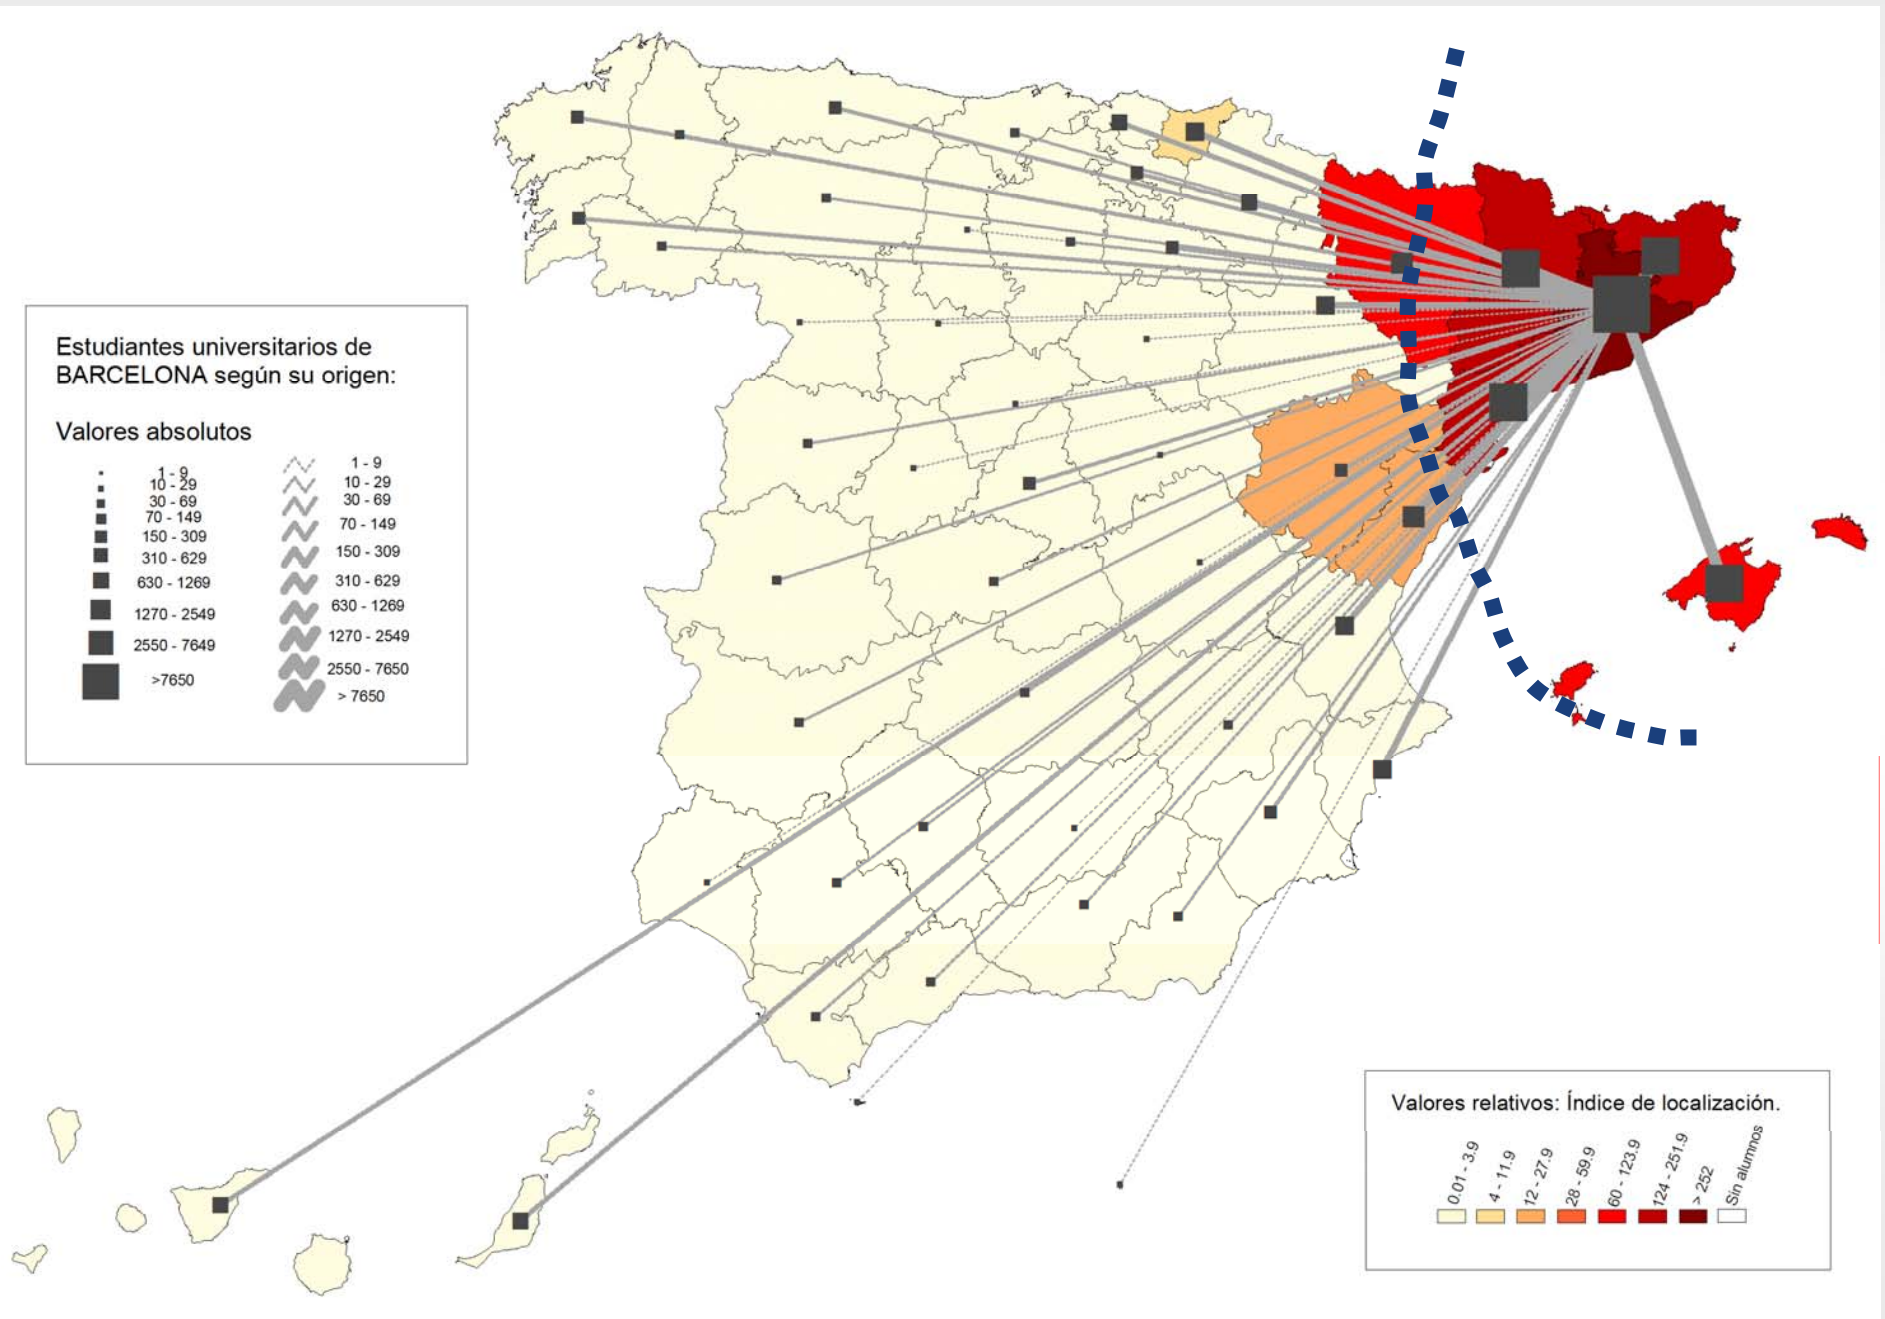 Estudiantes universitarios de
BARCELONA según su origen:
Valores absolutos
1 - 9
10 - 29
30 - 69
70 - 149
150 - 309
310 - 629
630 - 1269
1270 - 2549
2550 - 7649
>7650
1 - 9
10 - 29
30 - 69
70 - 149
150 - 309
310 - 629
630 - 1269
1270 - 2549
2550 - 7650
> 7650
Valores relativos: Índice de localización.
0.01 - 3.9
4 - 11.9
12 - 27.9
28 - 59.9
60 - 123.9
124 - 251.9
> 252
Sin alumnos